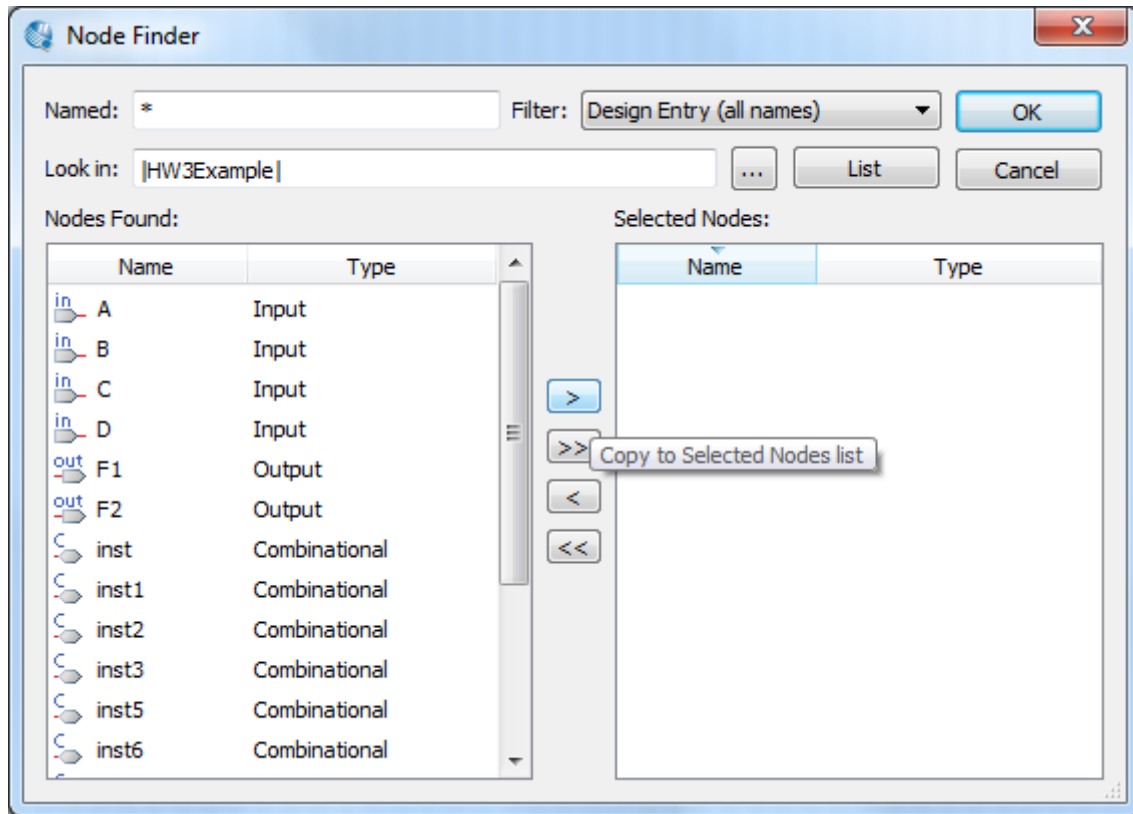 Node Finder
Named: * Filter: Design Entry (all names) OK
Look in: |HW3Example| ... List Cancel
Nodes Found: Selected Nodes:
Name Type Name Type
in A Input
in B Input
in C Input
in D Input
out F1 Output
out F2 Output
C inst Combinational
C inst1 Combinational
C inst2 Combinational
C inst3 Combinational
C inst5 Combinational
C inst6 Combinational
>
>> Copy to Selected Nodes list
<
<<